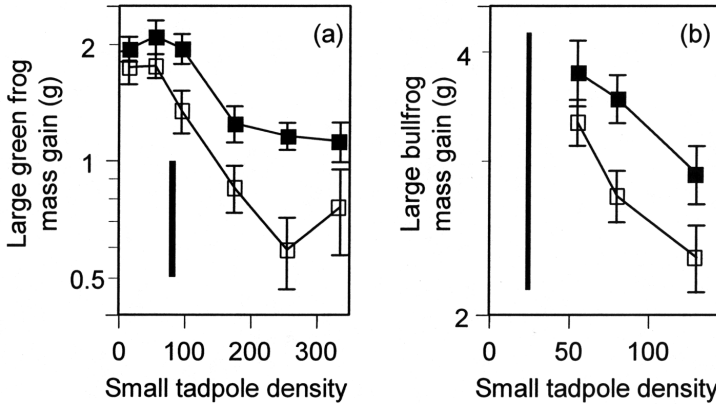 (a)
2
1
0.5
Large green frog
mass gain (g)
0
100
200
300
Small tadpole density
(b)
4
2
Large bullfrog
mass gain (g)
0
50
100
Small tadpole density